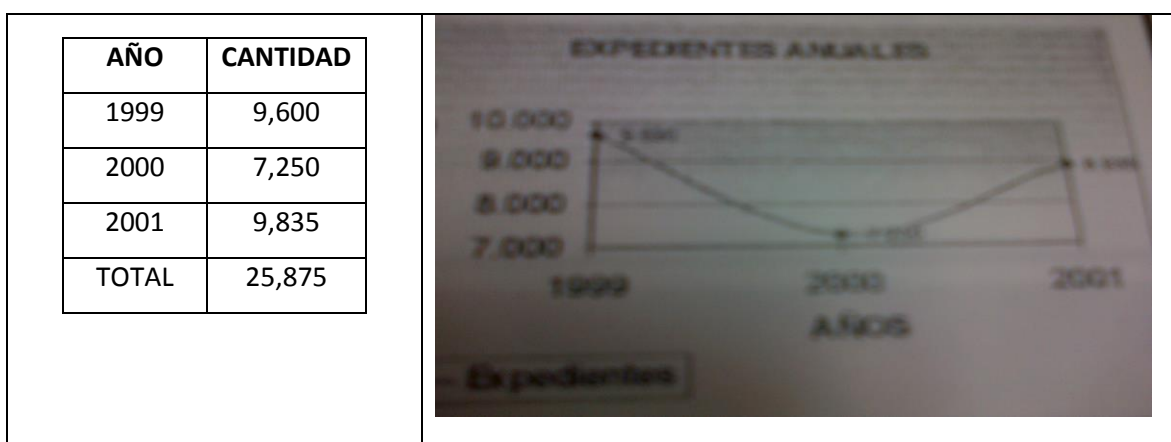 AÑO CANTIDAD
1999 9,600
2000 7,250
2001 9,835
TOTAL 25,875
EXPEDIENTES ANUALES
10.000
9.000
8.000
7.000
1999 2000 2001
AÑOS
Expedientes